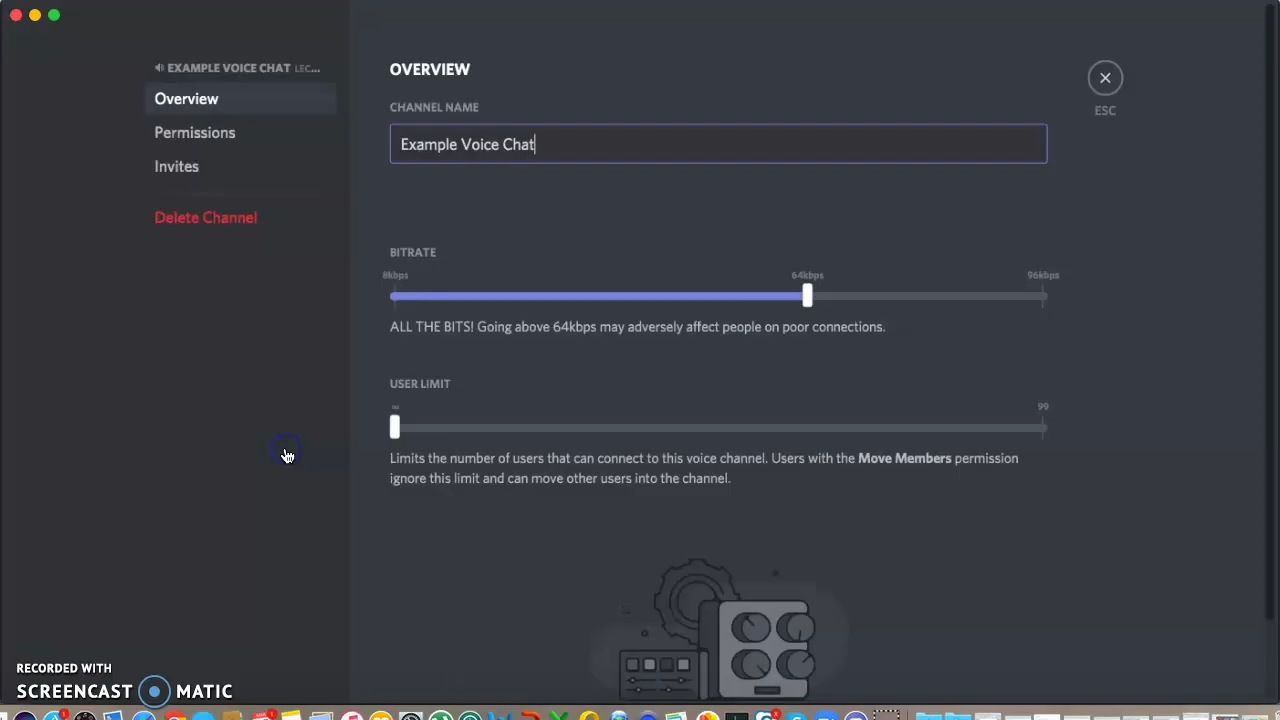 EXAMPLE VOICE CHAT LEC...
Overview
Permissions
Invites
Delete Channel
OVERVIEW
CHANNEL NAME
Example Voice Chat
ESC
BITRATE
8kbps 64kbps 96kbps
ALL THE BITS! Going above 64kbps may adversely affect people on poor connections.
USER LIMIT
∞ 99
Limits the number of users that can connect to this voice channel. Users with the Move Members permission
ignore this limit and can move other users into the channel.
RECORDED WITH
SCREENCAST MATIC